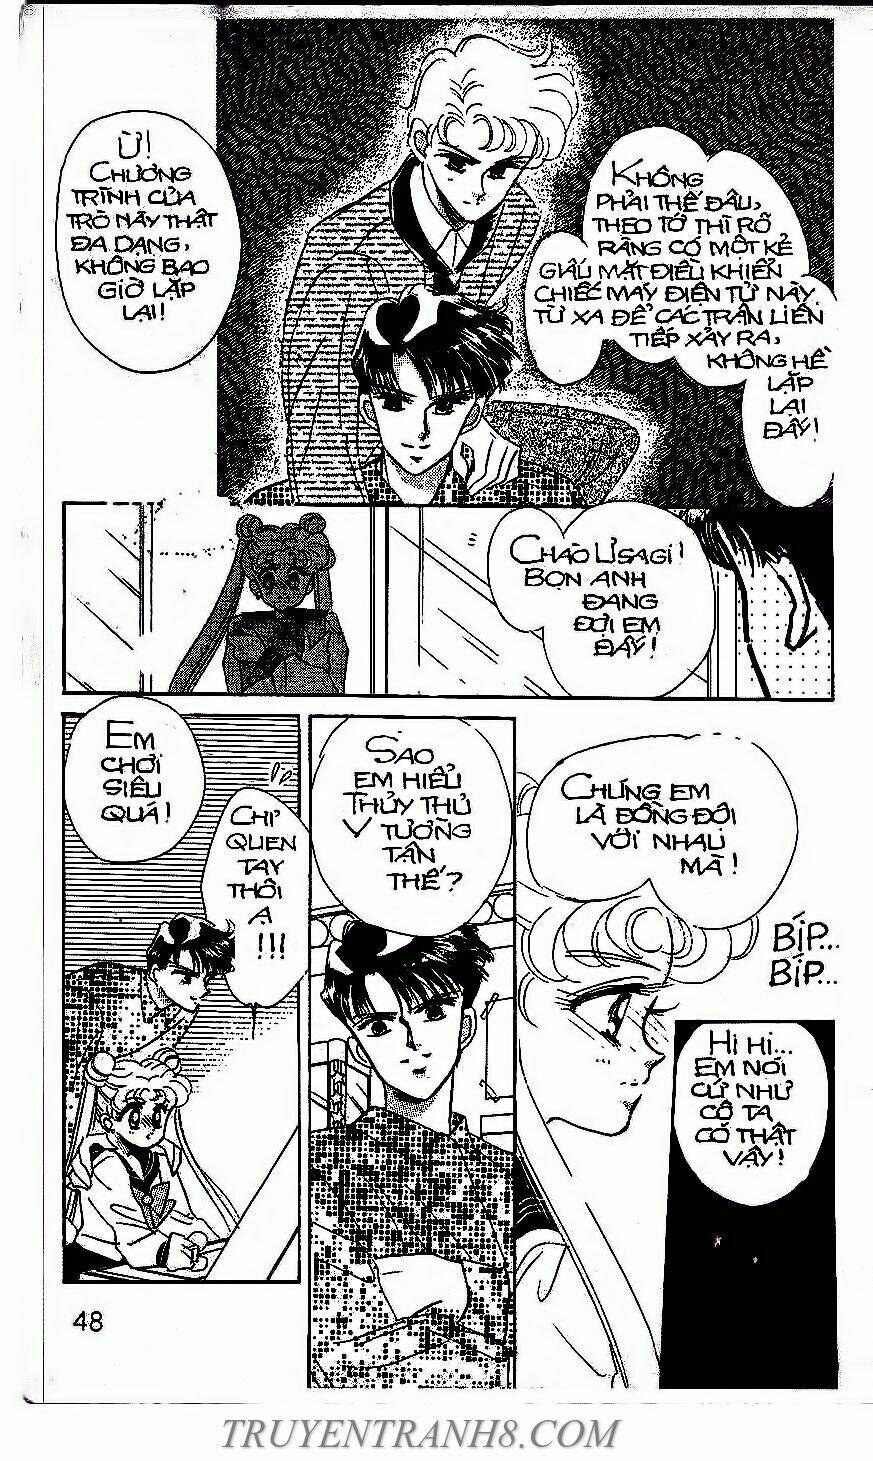 Ừ!
CHƯƠNG
TRÌNH CỦA
TRÒ NÀY THẬT
ĐA DẠNG,
KHÔNG BAO
GIỜ LẶP
LẠI!
KHÔNG
PHẢI THẾ ĐÂU,
THEO TỚ THÌ RÕ
RÀNG CÓ MỘT KẺ
GIẤU MẶT ĐIỀU KHIỂN
CHIẾC MÁY ĐIỆN TỬ NÀY
TỪ XA ĐỂ CÁC TRẬN LIÊN
TIẾP XẢY RA,
KHÔNG HỀ
LẶP
LẠI
ĐẤY!
CHÀO USAGI!
BỌN ANH
ĐANG
ĐỢI EM
ĐẤY!
EM
CHƠI
SIÊU
QUÁ!
CHỈ
QUEN
TAY
THÔI
Ạ
!!!
SAO
EM HIỂU
THỦY THỦ
V TƯỜNG
TẬN
THẾ?
CHÚNG EM
LÀ ĐỒNG ĐỘI
VỚI NHAU
MÀ!
BÍP...
BÍP...
HI HI...
EM NÓI
CỨ NHƯ
CÔ TA
CÓ THẬT
VẬY!
48
TRUYENTRANH8.COM